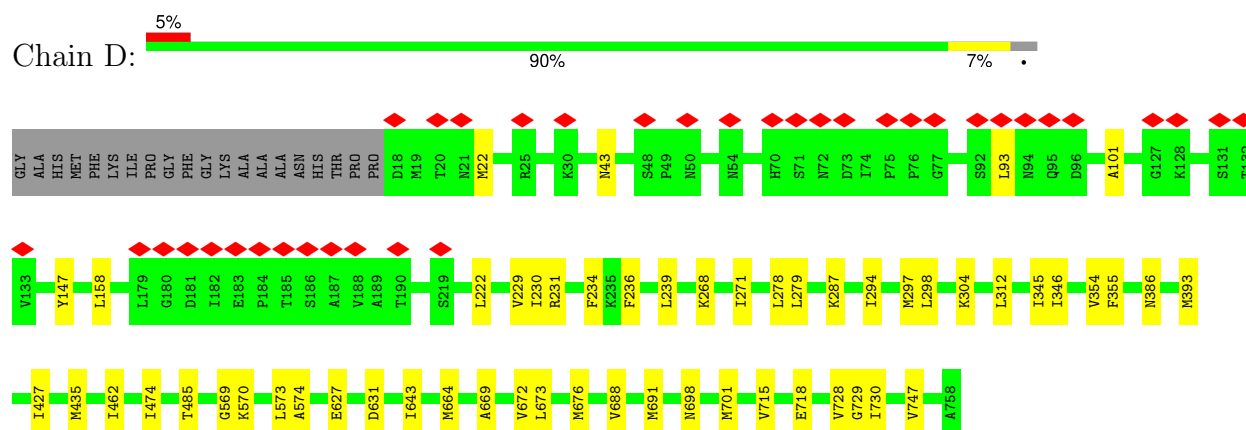 5%
Chain D:
90% 7% •
GLY ALA HIS MET PHE LYS ILE PRO GLY PHE GLY LYS ALA ALA ALA ASN HIS THR PRO PRO D18 M19 T20 N21 M22 R25 K30 N43 S48 P49 N50 N54 H70 S71 N72 D73 I74 P75 P76 G77 S92 L93 N94 Q95 D96 A101 G127 K128 S131 T132
V133 Y147 L158 L179 G180 D181 I182 E183 P184 T185 S186 A187 V188 A189 T190 S219 L222 V229 I230 R231 F234 K235 F236 L239 K268 I271 L278 L279 K287 I294 M297 L298 K304 L312 I345 I346 V354 F355 N386 M393
I427 M435 I462 I474 T485 G569 K570 L573 A574 E627 D631 I643 M664 A669 V672 L673 M676 V688 M691 N698 M701 V715 E718 V728 G729 I730 V747 A758